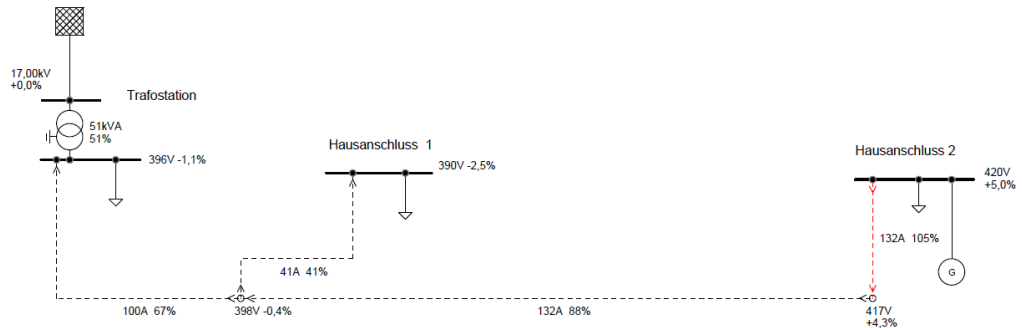 17,00kV
+0,0%
Trafostation
51kVA
51%
396V -1,1%
Hausanschluss 1
390V -2,5%
Hausanschluss 2
420V
+5,0%
132A 105%
G
41A 41%
100A 67%
398V -0,4%
132A 88%
417V
+4,3%